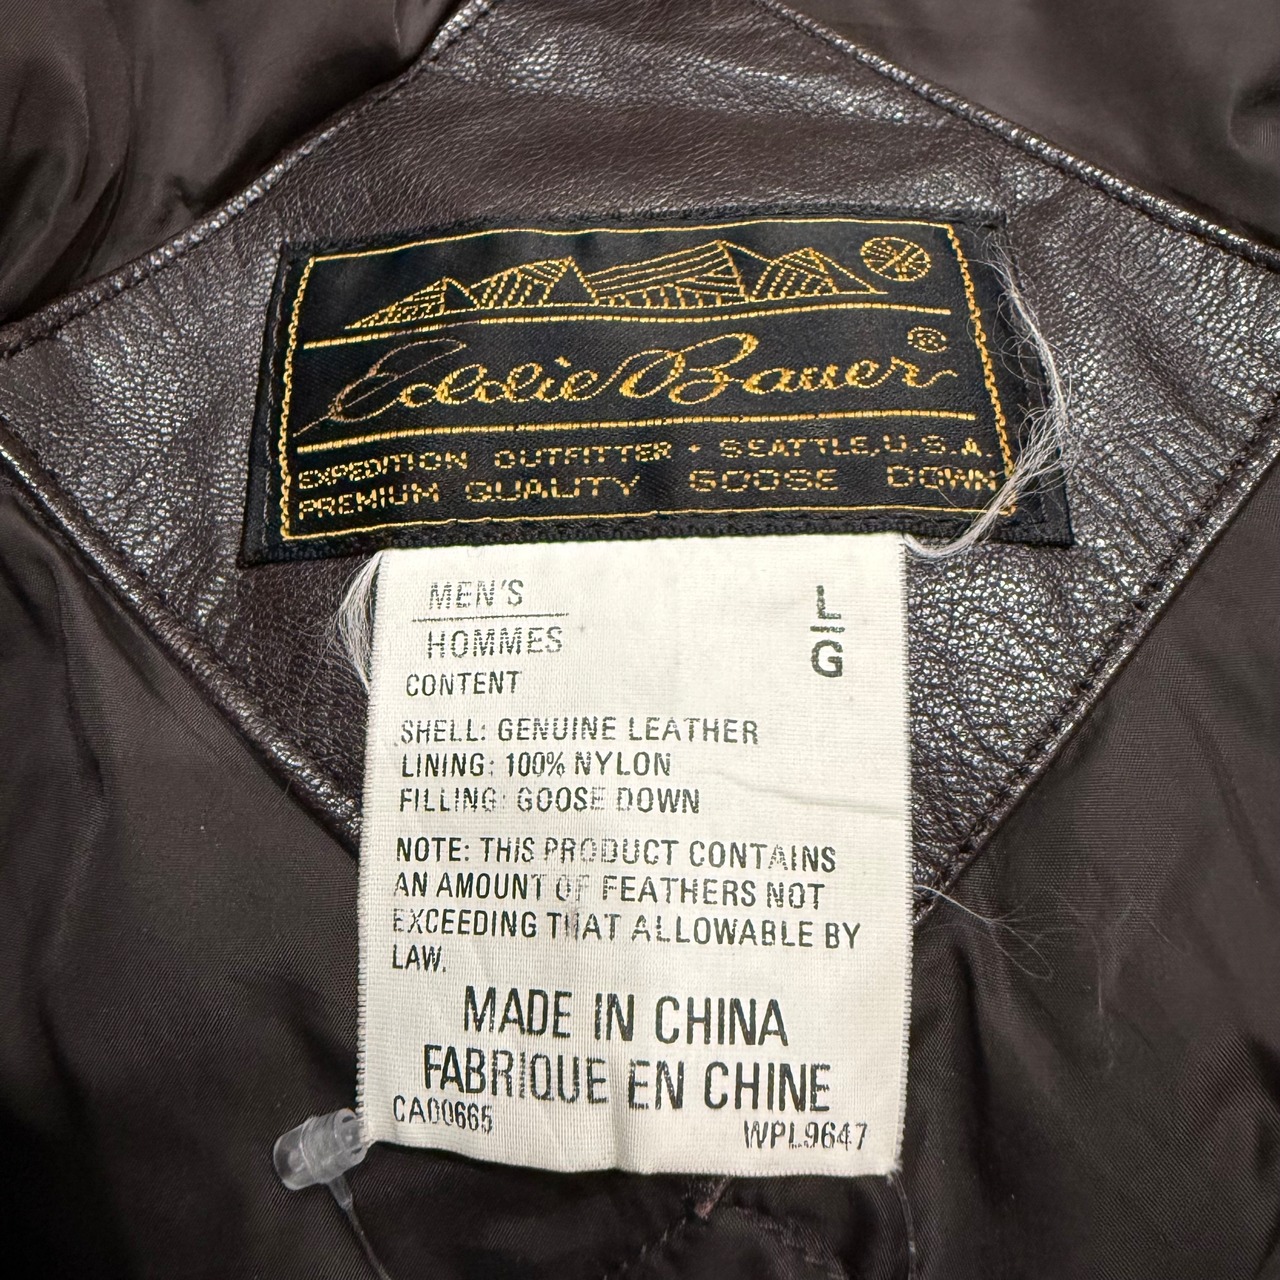 Eddie Bauer®
EXPEDITION OUTFITTER • SEATTLE, U.S.A
PREMIUM QUALITY GOOSE DOWN
MEN'S
HOMMES
L
G
CONTENT
SHELL: GENUINE LEATHER
LINING: 100% NYLON
FILLING: GOOSE DOWN
NOTE: THIS PRODUCT CONTAINS
AN AMOUNT OF FEATHERS NOT
EXCEEDING THAT ALLOWABLE BY
LAW.
MADE IN CHINA
FABRIQUE EN CHINE
CA00665
WPL9647